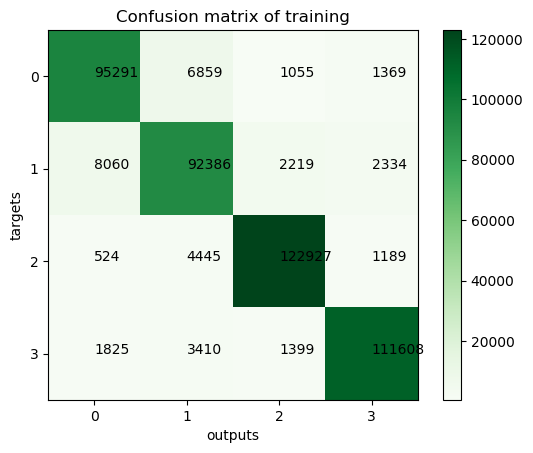 Confusion matrix of training
0 95291 6859 1055 1369
1 8060 92386 2219 2334
2 524 4445 122927 1189
3 1825 3410 1399 111608
0 1 2 3
outputs
targets
120000
100000
80000
60000
40000
20000